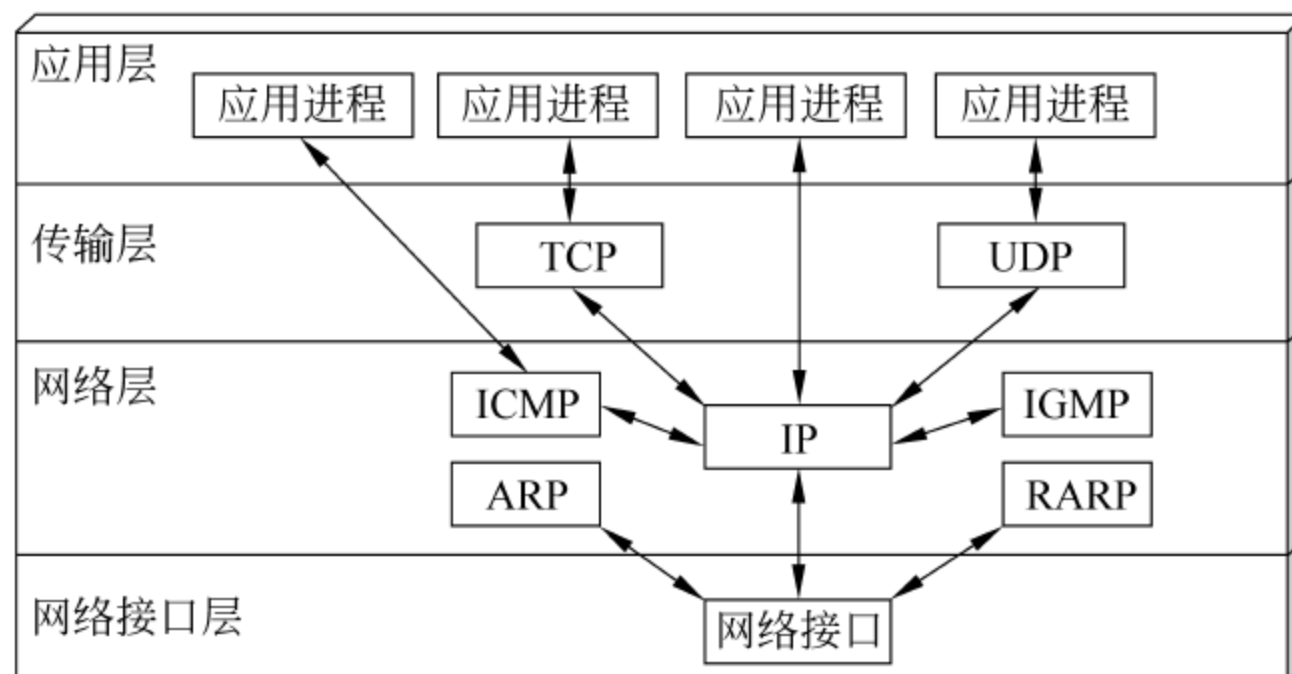 应用层
应用进程 应用进程 应用进程 应用进程
传输层
TCP UDP
网络层
ICMP IP IGMP
ARP RARP
网络接口层
网络接口